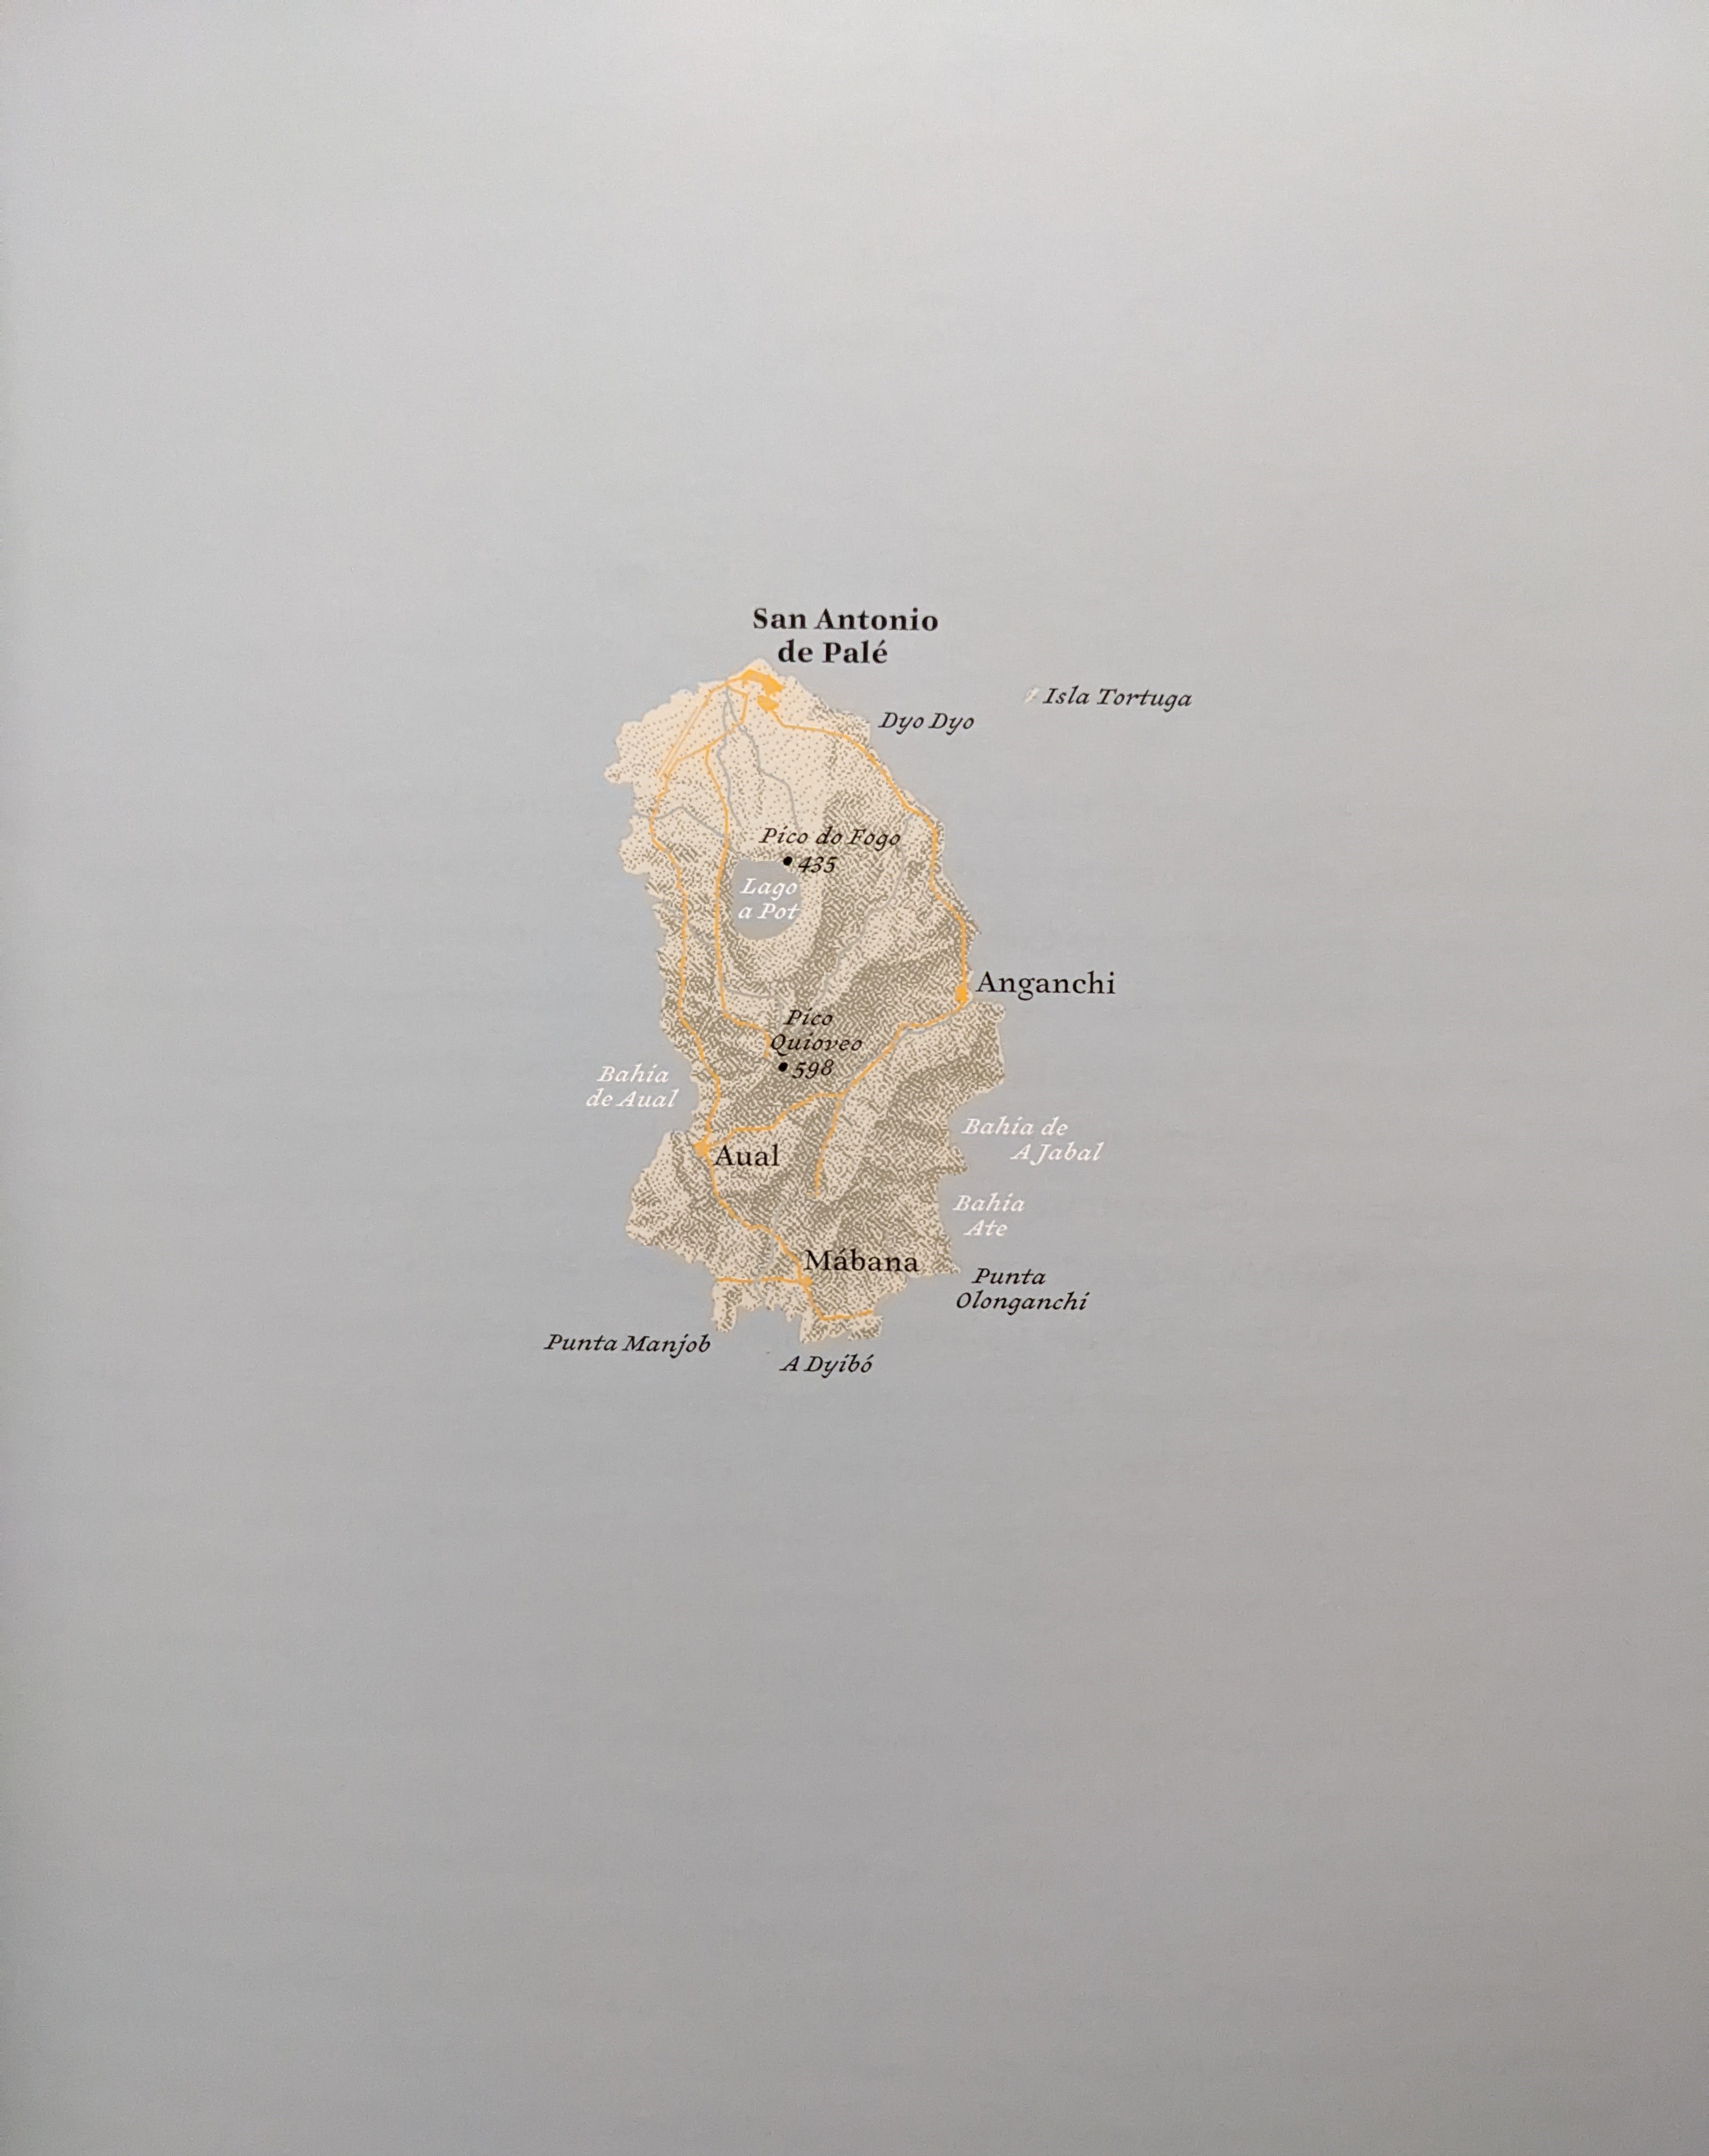 San Antonio
de Palé
Isla Tortuga
Dyo Dyo
Pico do Fogo
435
Lago
a Pot
Anganchi
Pico
Quioveo
598
Bahía
de Aual
Bahía de
A Jabal
Aual
Bahía
Ate
Mábana
Punta
Olonganchi
Punta Manjob
A Dyibó